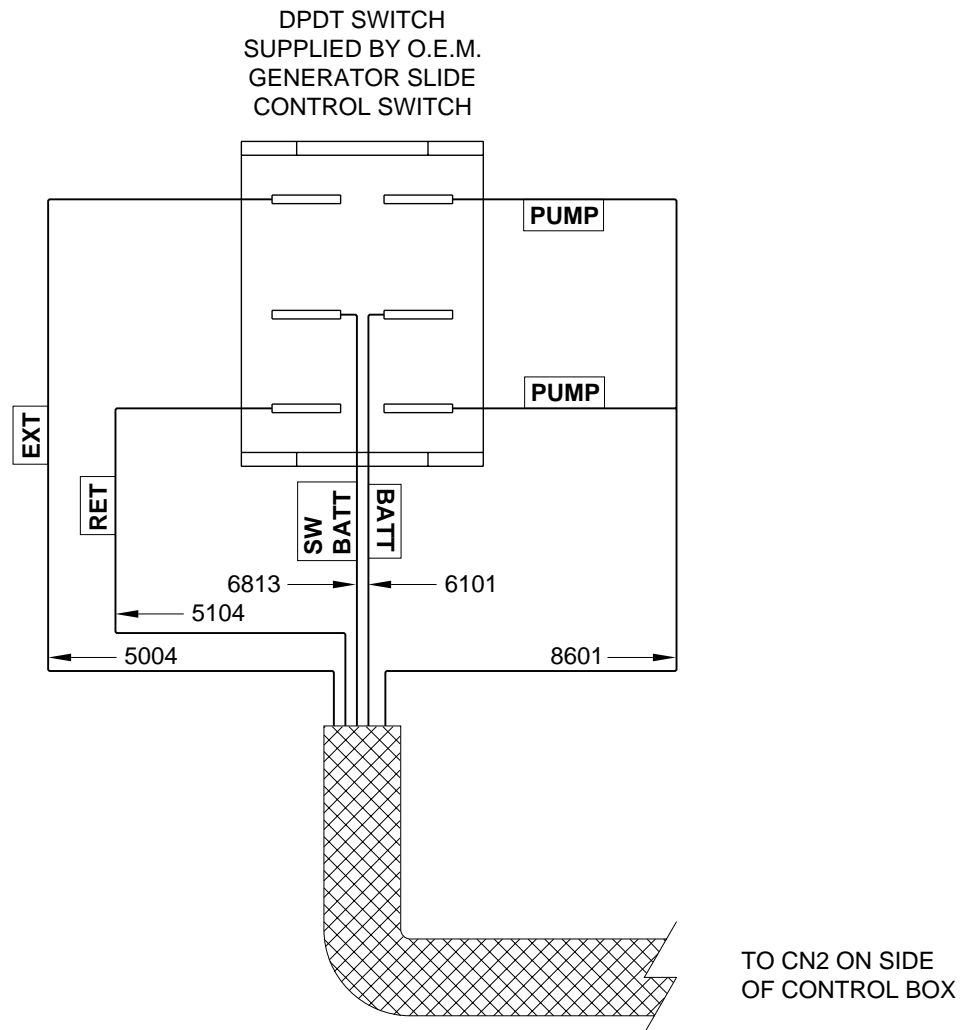 DPDT SWITCH
SUPPLIED BY O.E.M.
GENERATOR SLIDE
CONTROL SWITCH
PUMP
PUMP
EXT
RET
SW
BATT
BATT
6813
6101
5104
5004
8601
TO CN2 ON SIDE
OF CONTROL BOX